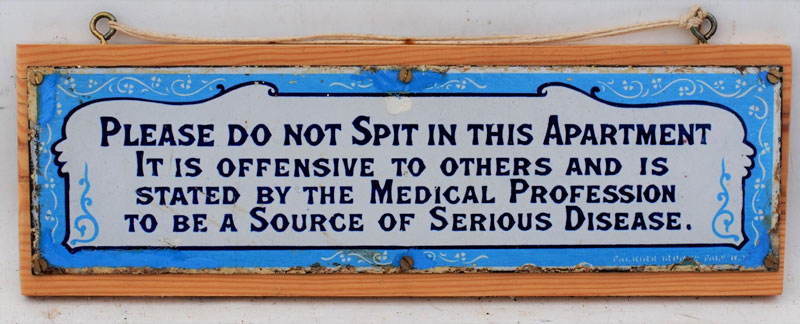 PLEASE DO NOT SPIT IN THIS APARTMENT
IT IS OFFENSIVE TO OTHERS AND IS
STATED BY THE MEDICAL PROFESSION
TO BE A SOURCE OF SERIOUS DISEASE.